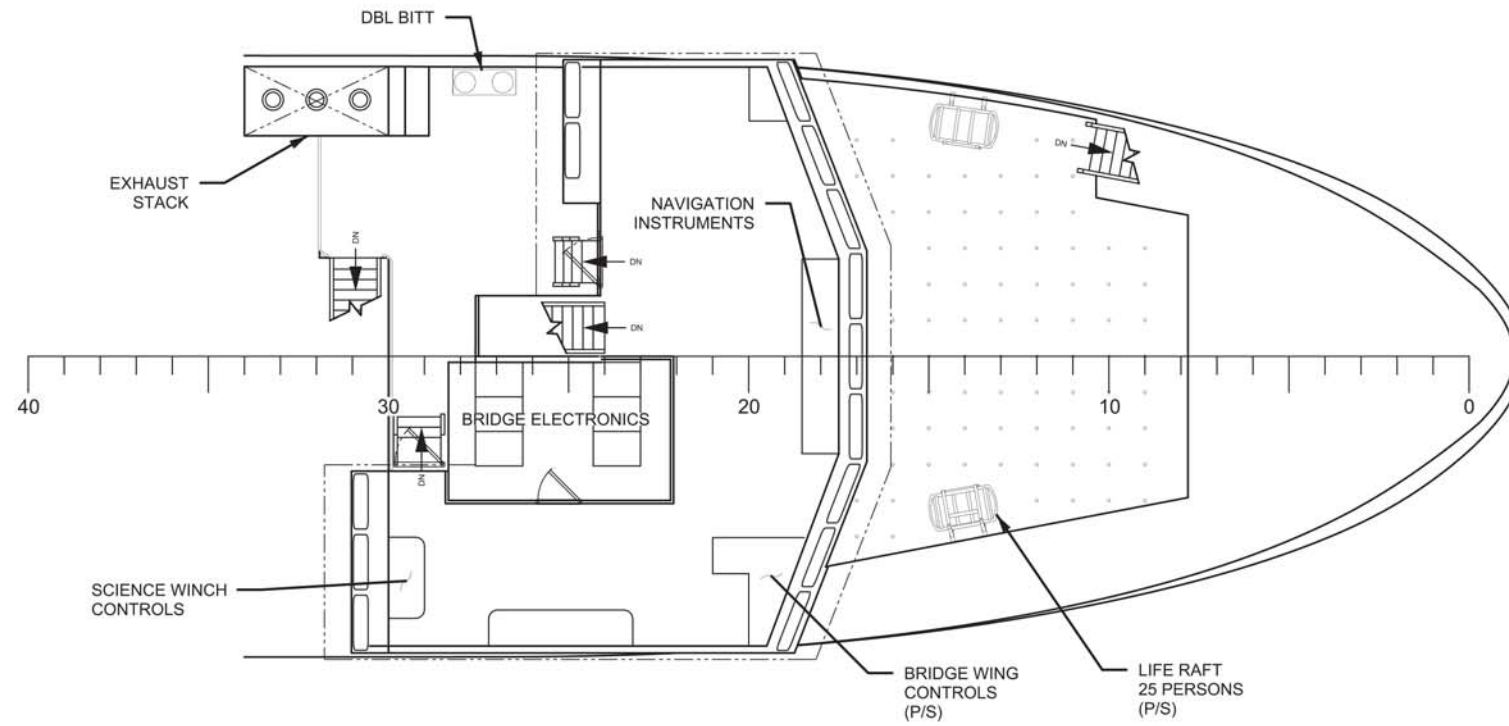 DBL BITT
EXHAUST
STACK
NAVIGATION
INSTRUMENTS
DN
DN
DN
DN
DN
40
30
20
10
0
BRIDGE ELECTRONICS
SCIENCE WINCH
CONTROLS
BRIDGE WING
CONTROLS
(P/S)
LIFE RAFT
25 PERSONS
(P/S)